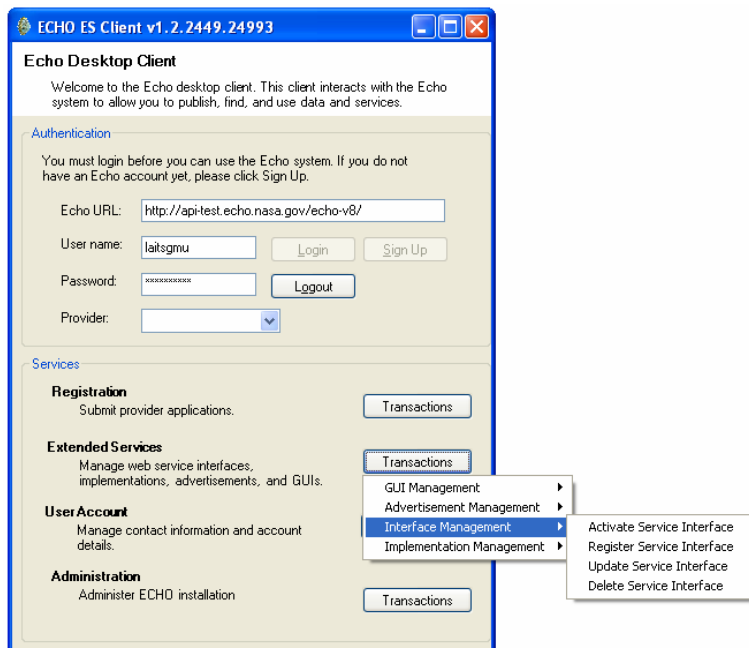 ECHO ES Client v1.2.2449.24993
Echo Desktop Client
Welcome to the Echo desktop client. This client interacts with the Echo
system to allow you to publish, find, and use data and services.
Authentication
You must login before you can use the Echo system. If you do not
have an Echo account yet, please click Sign Up.
Echo URL: http://api-test.echo.nasa.gov/echo-v8/
User name: laitsgmu Login Sign Up
Password: ********** Logout
Provider:
Services
Registration
Submit provider applications. Transactions
Extended Services
Manage web service interfaces, Transactions
implementations, advertisements, and GUIs.
GUI Management
Advertisement Management
User Account
Interface Management Activate Service Interface
Manage contact information and account
details.
Implementation Management Register Service Interface
Update Service Interface
Delete Service Interface
Administration
Administer ECHO installation Transactions